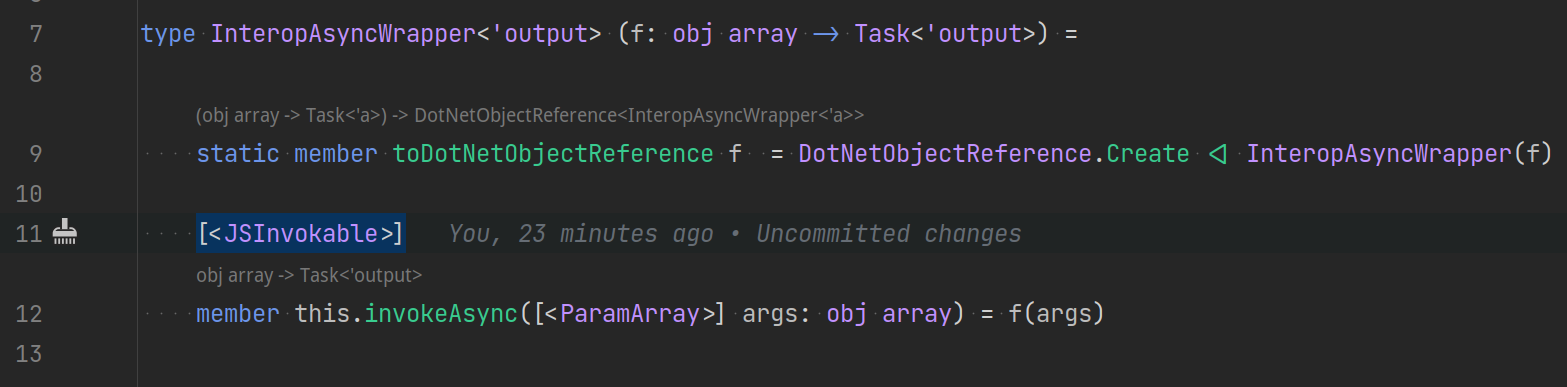 7 type InteropAsyncWrapper<'output> (f: obj array -> Task<'output>) =
8
(obj array -> Task<'a>) -> DotNetObjectReference<InteropAsyncWrapper<'a>>
9 static member toDotNetObjectReference f  = DotNetObjectReference.Create <| InteropAsyncWrapper(f)
10
11 [<JSInvokable>] You, 23 minutes ago • Uncommitted changes
obj array -> Task<'output>
12 member this.invokeAsync([<ParamArray>] args: obj array) = f(args)
13